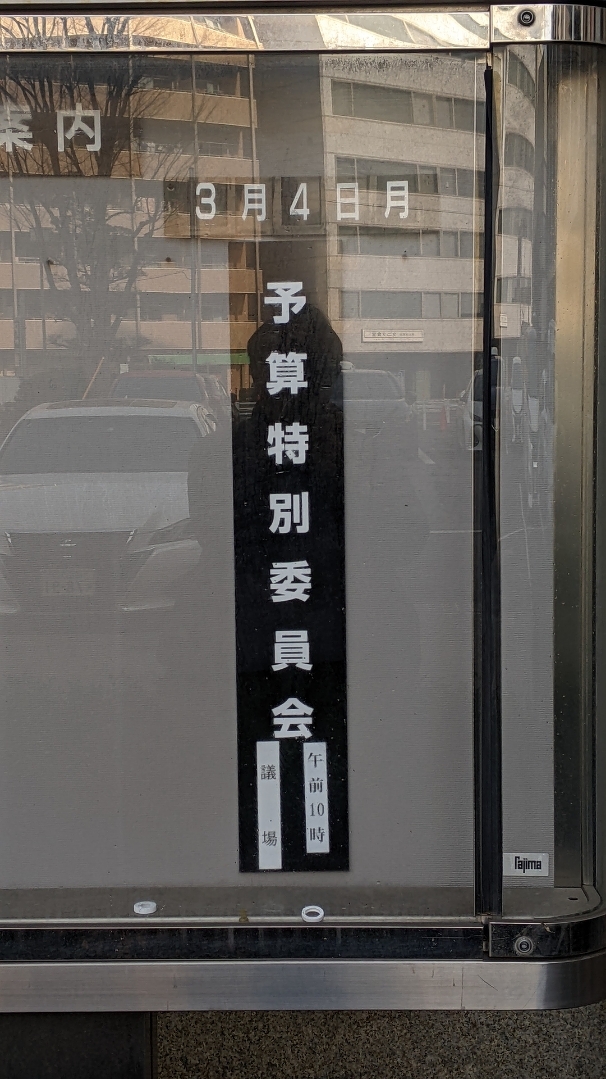 案内
3月4日月
予算特別委員会
午前10時
議場
Tajima